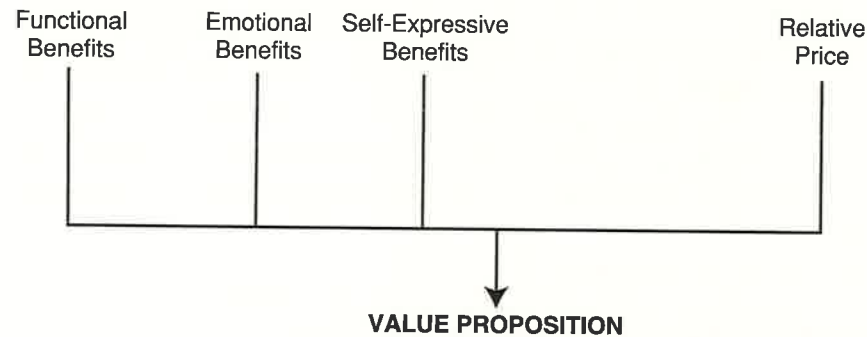 Functional
Benefits
Emotional
Benefits
Self-Expressive
Benefits
Relative
Price
VALUE PROPOSITION